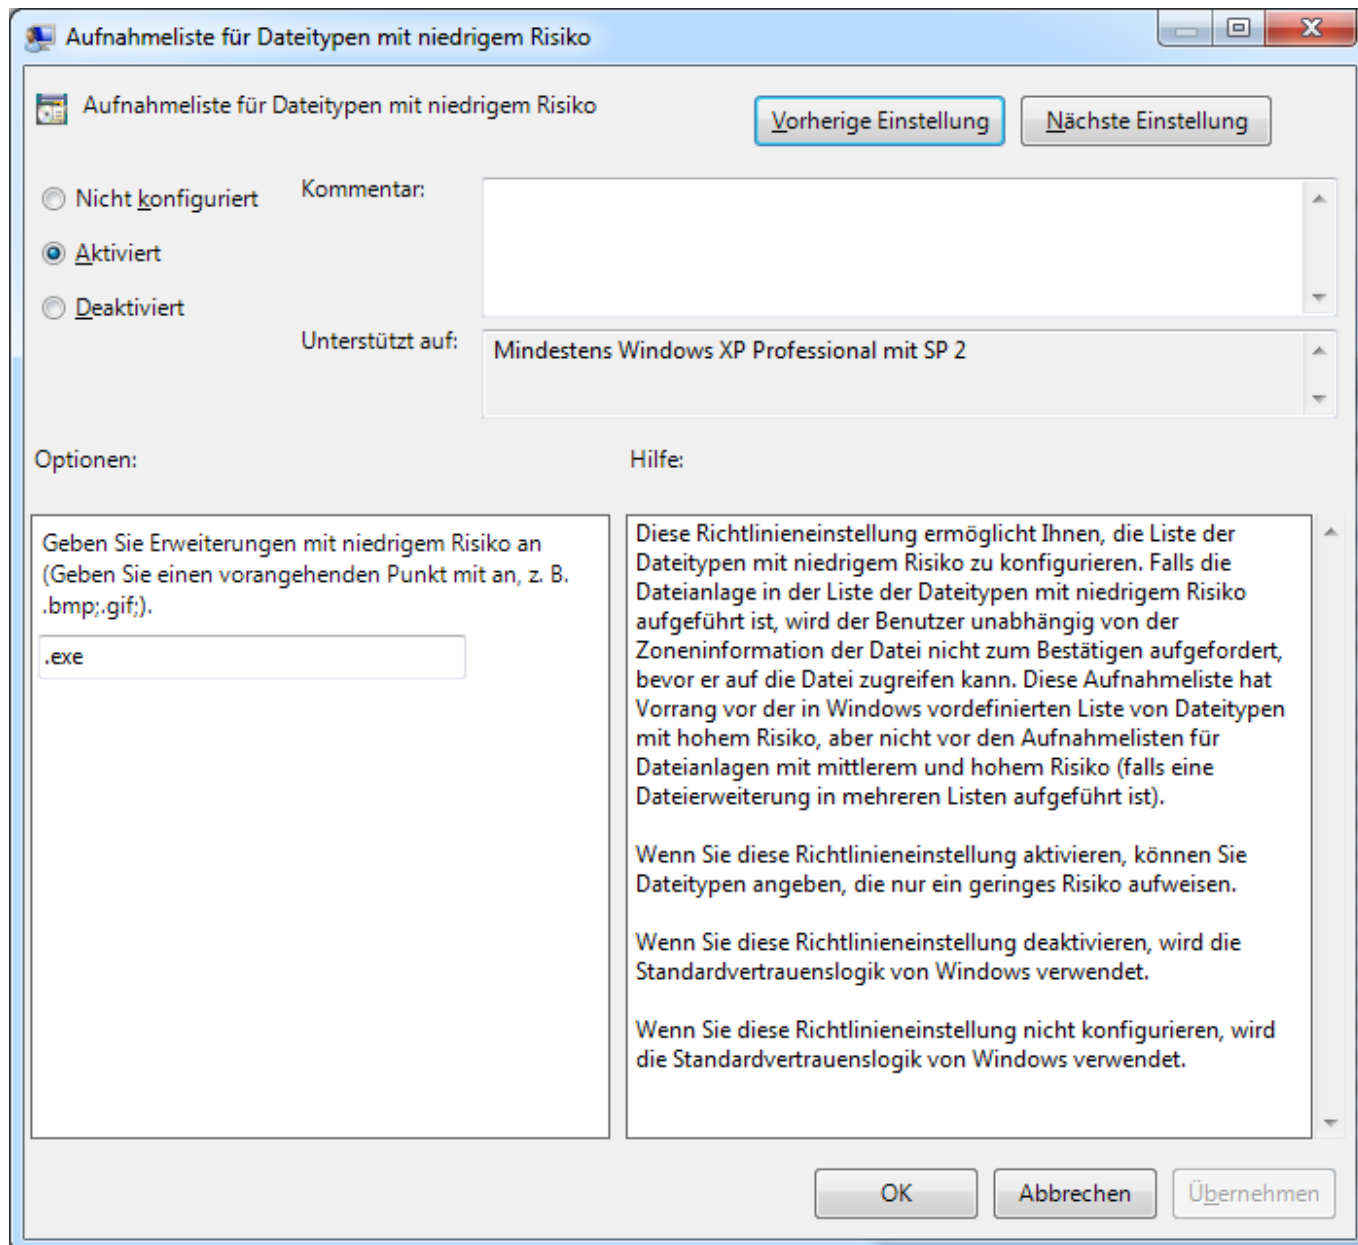 Aufnahmeliste für Dateitypen mit niedrigem Risiko
Aufnahmeliste für Dateitypen mit niedrigem Risiko
Vorherige Einstellung
Nächste Einstellung
Nicht konfiguriert
Kommentar:
Aktiviert
Deaktiviert
Unterstützt auf:
Mindestens Windows XP Professional mit SP 2
Optionen:
Hilfe:
Geben Sie Erweiterungen mit niedrigem Risiko an
(Geben Sie einen vorangehenden Punkt mit an, z. B.
.bmp;.gif;).
.exe
Diese Richtlinieneinstellung ermöglicht Ihnen, die Liste der
Dateitypen mit niedrigem Risiko zu konfigurieren. Falls die
Dateianlage in der Liste der Dateitypen mit niedrigem Risiko
aufgeführt ist, wird der Benutzer unabhängig von der
Zoneninformation der Datei nicht zum Bestätigen aufgefordert,
bevor er auf die Datei zugreifen kann. Diese Aufnahmeliste hat
Vorrang vor der in Windows vordefinierten Liste von Dateitypen
mit hohem Risiko, aber nicht vor den Aufnahmelisten für
Dateianlagen mit mittlerem und hohem Risiko (falls eine
Dateierweiterung in mehreren Listen aufgeführt ist).
Wenn Sie diese Richtlinieneinstellung aktivieren, können Sie
Dateitypen angeben, die nur ein geringes Risiko aufweisen.
Wenn Sie diese Richtlinieneinstellung deaktivieren, wird die
Standardvertrauenslogik von Windows verwendet.
Wenn Sie diese Richtlinieneinstellung nicht konfigurieren, wird
die Standardvertrauenslogik von Windows verwendet.
OK
Abbrechen
Übernehmen